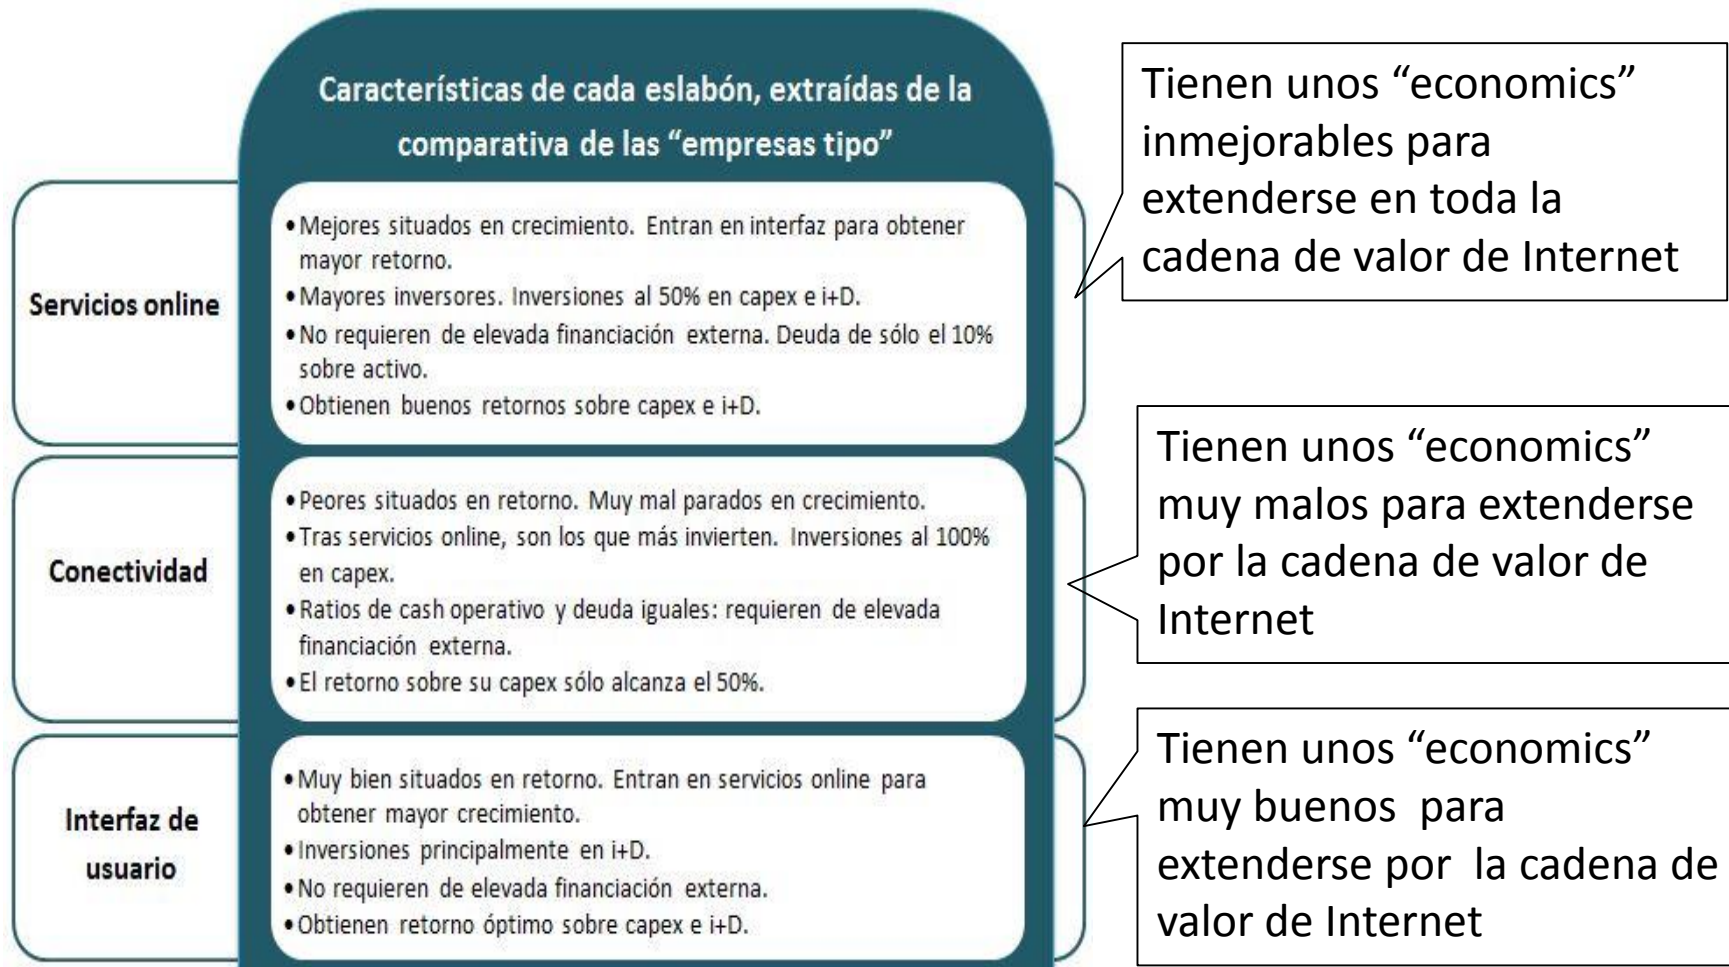 Características de cada eslabón, extraídas de la
comparativa de las “empresas tipo”
Servicios online
•Mejores situados en crecimiento. Entran en interfaz para obtener
mayor retorno.
•Mayores inversores. Inversiones al 50% en capex e i+D.
•No requieren de elevada financiación externa. Deuda de sólo el 10%
sobre activo.
•Obtienen buenos retornos sobre capex e i+D.
Tienen unos “economics”
inmejorables para
extenderse en toda la
cadena de valor de Internet
Conectividad
•Peores situados en retorno. Muy mal parados en crecimiento.
•Tras servicios online, son los que más invierten. Inversiones al 100%
en capex.
•Ratios de cash operativo y deuda iguales: requieren de elevada
financiación externa.
•El retorno sobre su capex sólo alcanza el 50%.
Tienen unos “economics”
muy malos para extenderse
por la cadena de valor de
Internet
Interfaz de
usuario
•Muy bien situados en retorno. Entran en servicios online para
obtener mayor crecimiento.
•Inversiones principalmente en i+D.
•No requieren de elevada financiación externa.
•Obtienen retorno óptimo sobre capex e i+D.
Tienen unos “economics”
muy buenos para
extenderse por la cadena de
valor de Internet